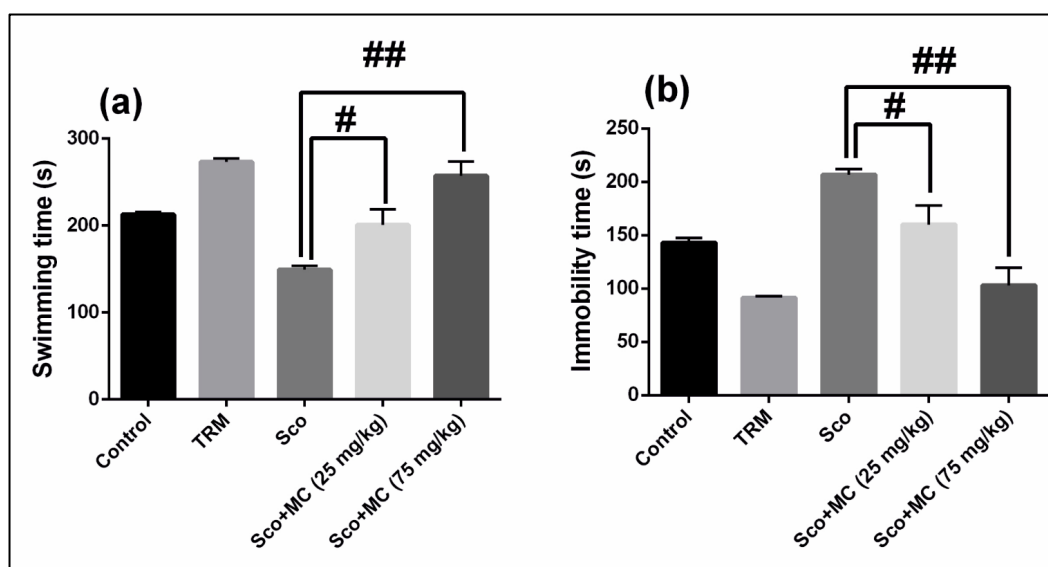 (a)
##
#
Swimming time (s)
300
200
100
0
Control
TRM
Sco
Sco+MC (25 mg/kg)
Sco+MC (75 mg/kg)
(b)
##
#
Immobility time (s)
250
200
150
100
50
0
Control
TRM
Sco
Sco+MC (25 mg/kg)
Sco+MC (75 mg/kg)